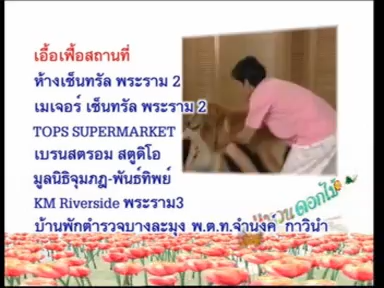 เอื้อเฟื้อสถานที่
ห้างเซ็นทรัล พระราม 2
เมเจอร์ เซ็นทรัล พระราม 2
TOPS SUPERMARKET
เบรนสตรอม สตูดิโอ
มูลนิธิจุมภฏ-พันธ์ทิพย์
KM Riverside พระราม3
บ้านพักตำรวจบางละมุง พ.ต.ท.จำนงค์ กาวินำ
ดอกไม้